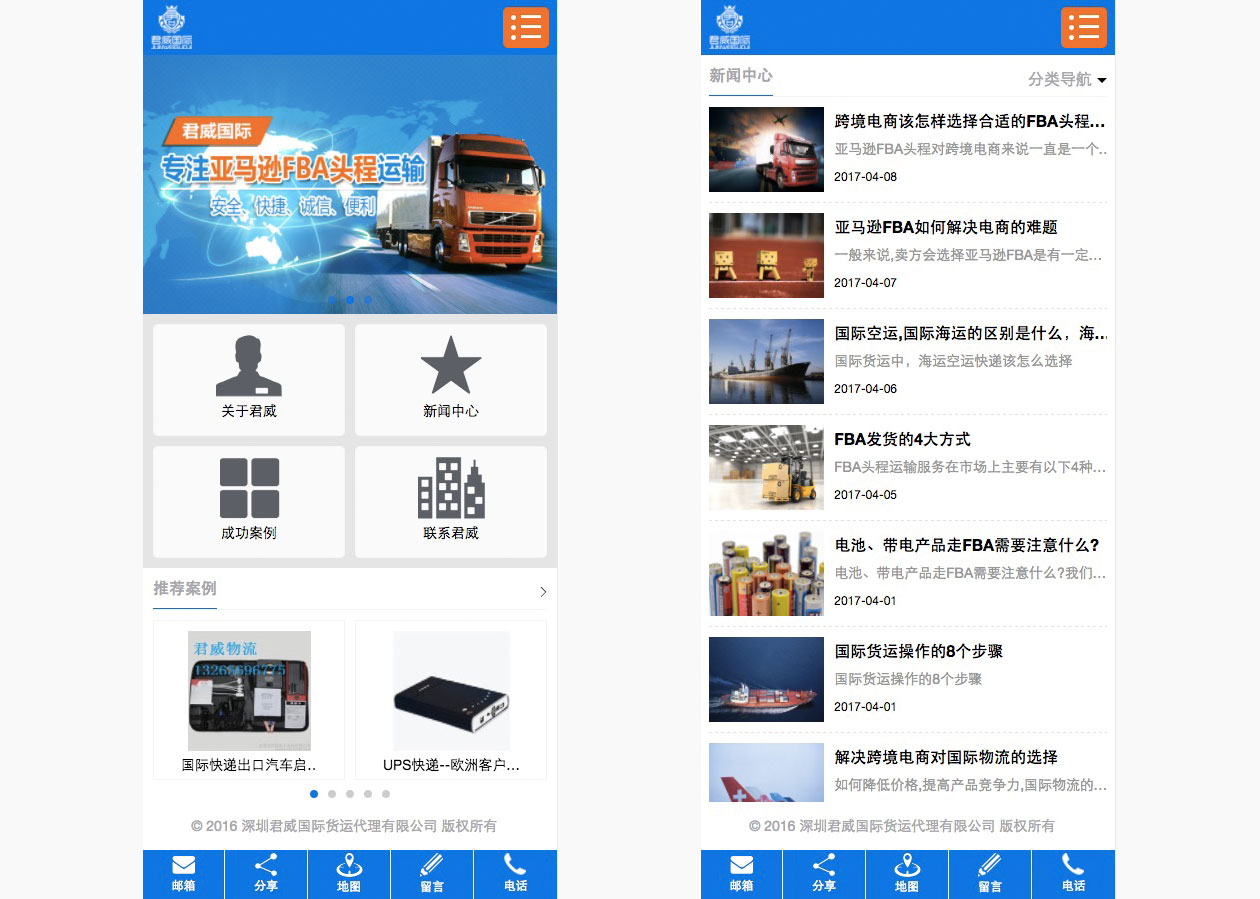 君威国际
君威国际
专注亚马逊FBA头程运输
安全、快捷、诚信、便利
关于君威
新闻中心
成功案例
联系君威
推荐案例
君威物流
13266696775
国际快递出口汽车启..
UPS快递--欧洲客户...
© 2016 深圳君威国际货运代理有限公司 版权所有
邮箱
分享
地图
留言
电话
君威国际
新闻中心
分类导航
跨境电商该怎样选择合适的FBA头程...
亚马逊FBA头程对跨境电商来说一直是一个..
2017-04-08
亚马逊FBA如何解决电商的难题
一般来说,卖方会选择亚马逊FBA是有一定...
2017-04-07
国际空运,国际海运的区别是什么，海...
国际货运中，海运空运快递该怎么选择
2017-04-06
FBA发货的4大方式
FBA头程运输服务在市场上主要有以下4种...
2017-04-05
电池、带电产品走FBA需要注意什么?
电池、带电产品走FBA需要注意什么?我们...
2017-04-01
国际货运操作的8个步骤
国际货运操作的8个步骤
2017-04-01
解决跨境电商对国际物流的选择
如何降低价格,提高产品竞争力,国际物流的...
© 2016 深圳君威国际货运代理有限公司 版权所有
邮箱
分享
地图
留言
电话